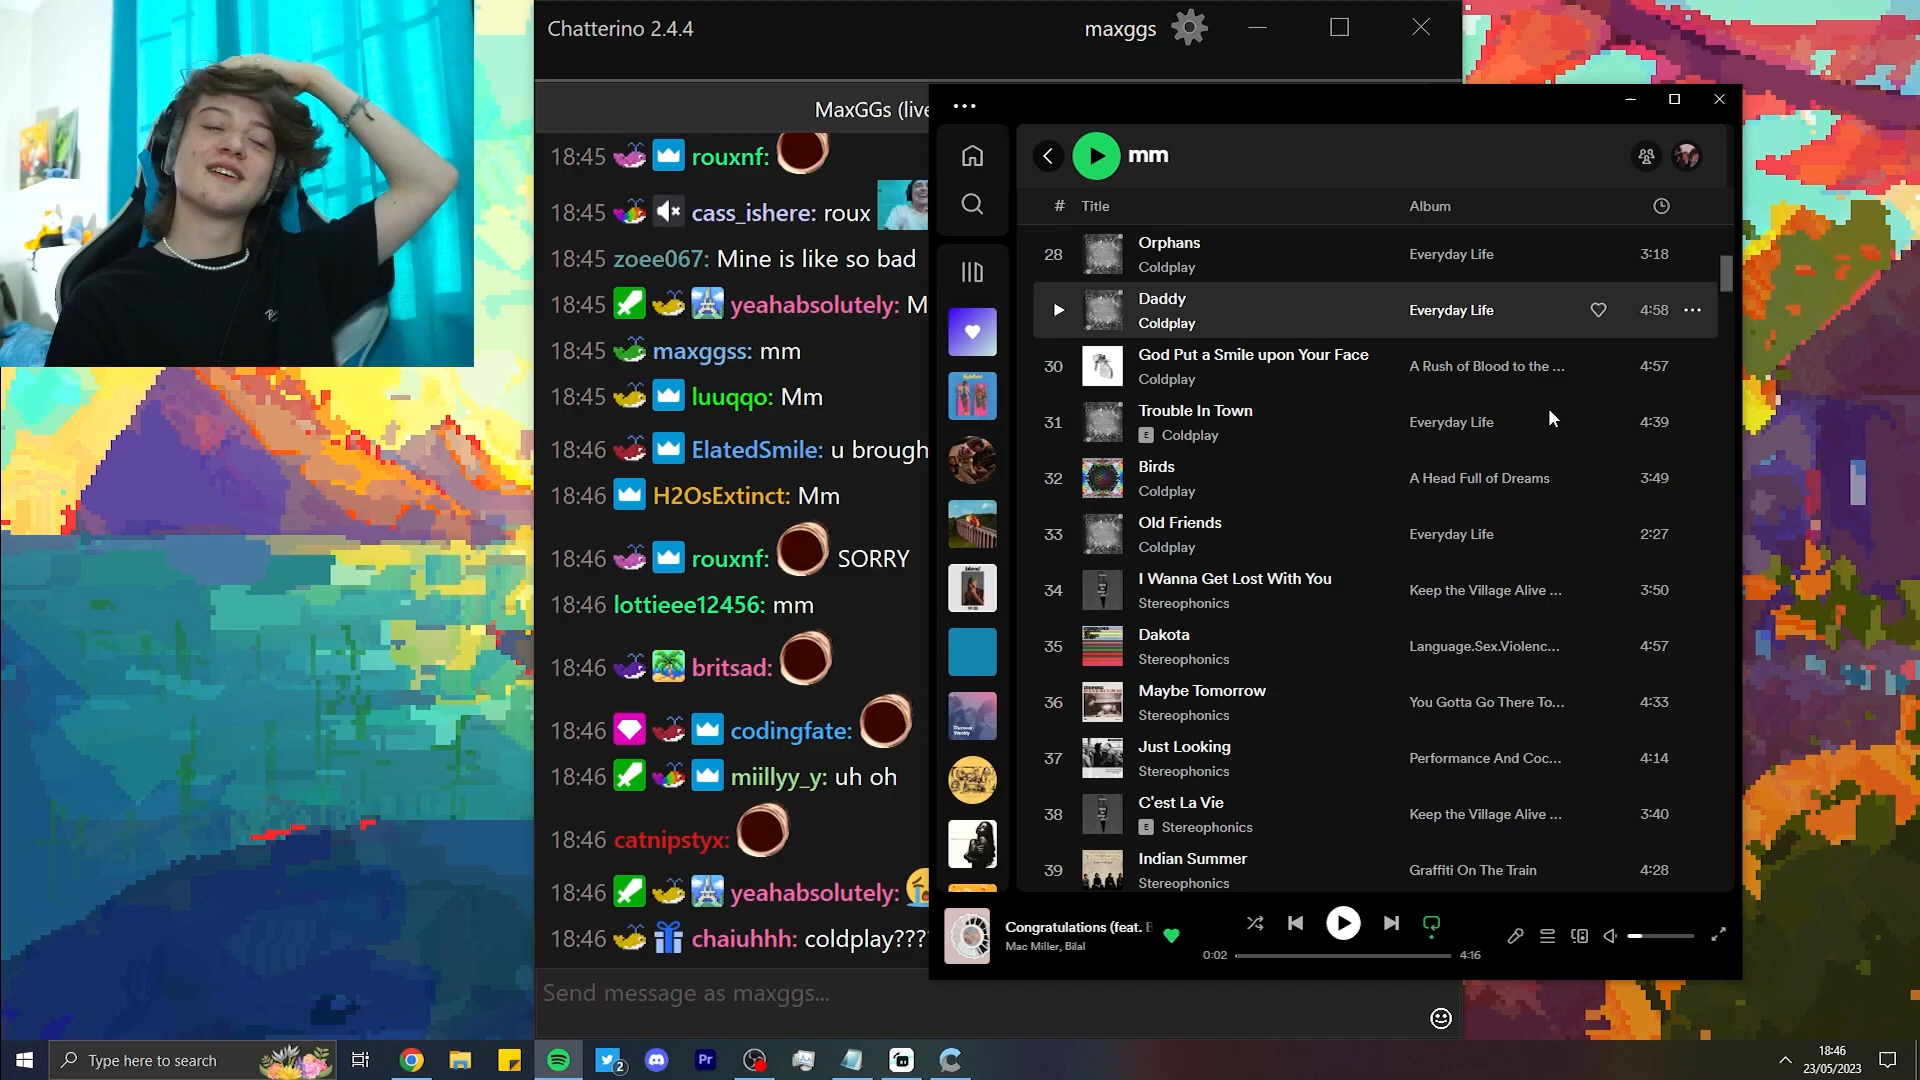 Chatterino 2.4.4
maxggs
MaxGGs (live
18:45 rouxnf:
18:45 cass_ishere: roux
18:45 zoee067: Mine is like so bad
18:45 yeahabsolutely: M
18:45 maxggss: mm
18:45 luuqqo: Mm
18:46 ElatedSmile: u brough
18:46 H2OsExtinct: Mm
18:46 rouxnf: SORRY
18:46 lottieee12456: mm
18:46 britsad:
18:46 codingfate:
18:46 miillyy_y: uh oh
18:46 catnipstyx:
18:46 yeahabsolutely:
18:46 chaiuhhh: coldplay???
Send message as maxggs...
mm
# Title Album
28 Orphans Everyday Life 3:18
Coldplay
Daddy Everyday Life 4:58
Coldplay
30 God Put a Smile upon Your Face A Rush of Blood to the ... 4:57
Coldplay
31 Trouble In Town Everyday Life 4:39
E Coldplay
32 Birds A Head Full of Dreams 3:49
Coldplay
33 Old Friends Everyday Life 2:27
Coldplay
34 I Wanna Get Lost With You Keep the Village Alive ... 3:50
Stereophonics
35 Dakota Language.Sex.Violenc... 4:57
Stereophonics
36 Maybe Tomorrow You Gotta Go There To... 4:33
Stereophonics
37 Just Looking Performance And Coc... 4:14
Stereophonics
38 C'est La Vie Keep the Village Alive ... 3:40
E Stereophonics
39 Indian Summer Graffiti On The Train 4:28
Stereophonics
Congratulations (feat. B
Mac Miller, Bilal
0:02 4:16
Type here to search
2
Pr
18:46
23/05/2023